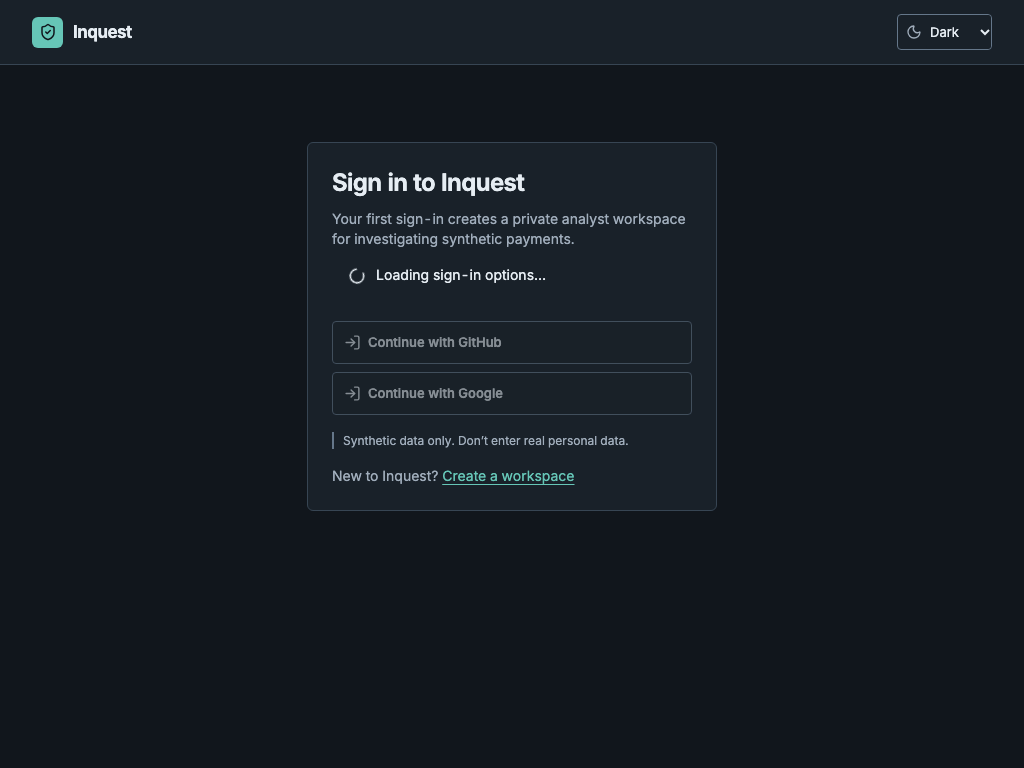 Inquest
Dark
Sign in to Inquest
Your first sign-in creates a private analyst workspace
for investigating synthetic payments.
Loading sign-in options...
Continue with GitHub
Continue with Google
Synthetic data only. Don't enter real personal data.
New to Inquest? Create a workspace